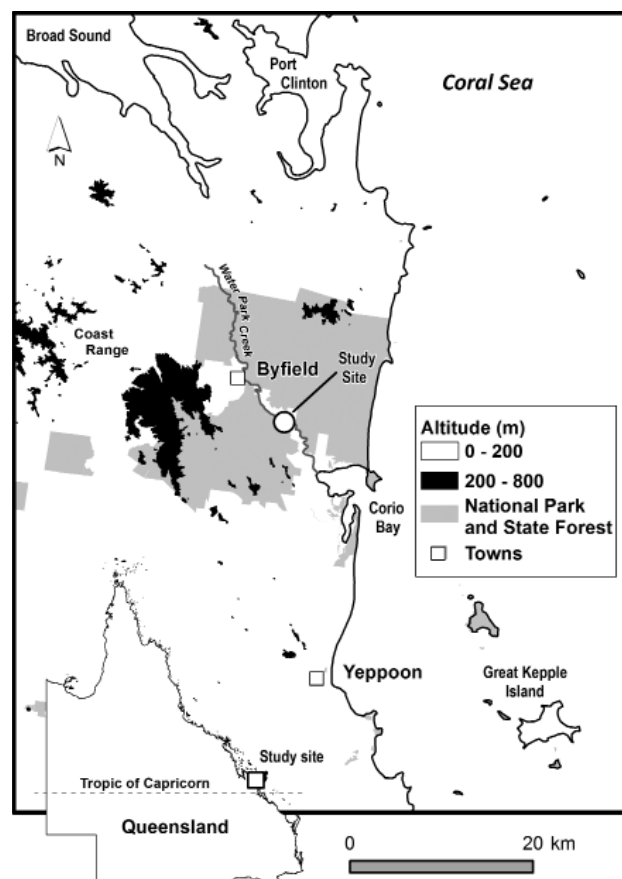 Broad Sound
Port
Clinton
Coral Sea
N
Water Park Creek
Coast
Range
Byfield
Study
Site
Altitude (m)
0 - 200
200 - 800
National Park
and State Forest
Towns
Corio
Bay
Yeppoon
Great Kepple
Island
Study site
Tropic of Capricorn
Queensland
0
20 km